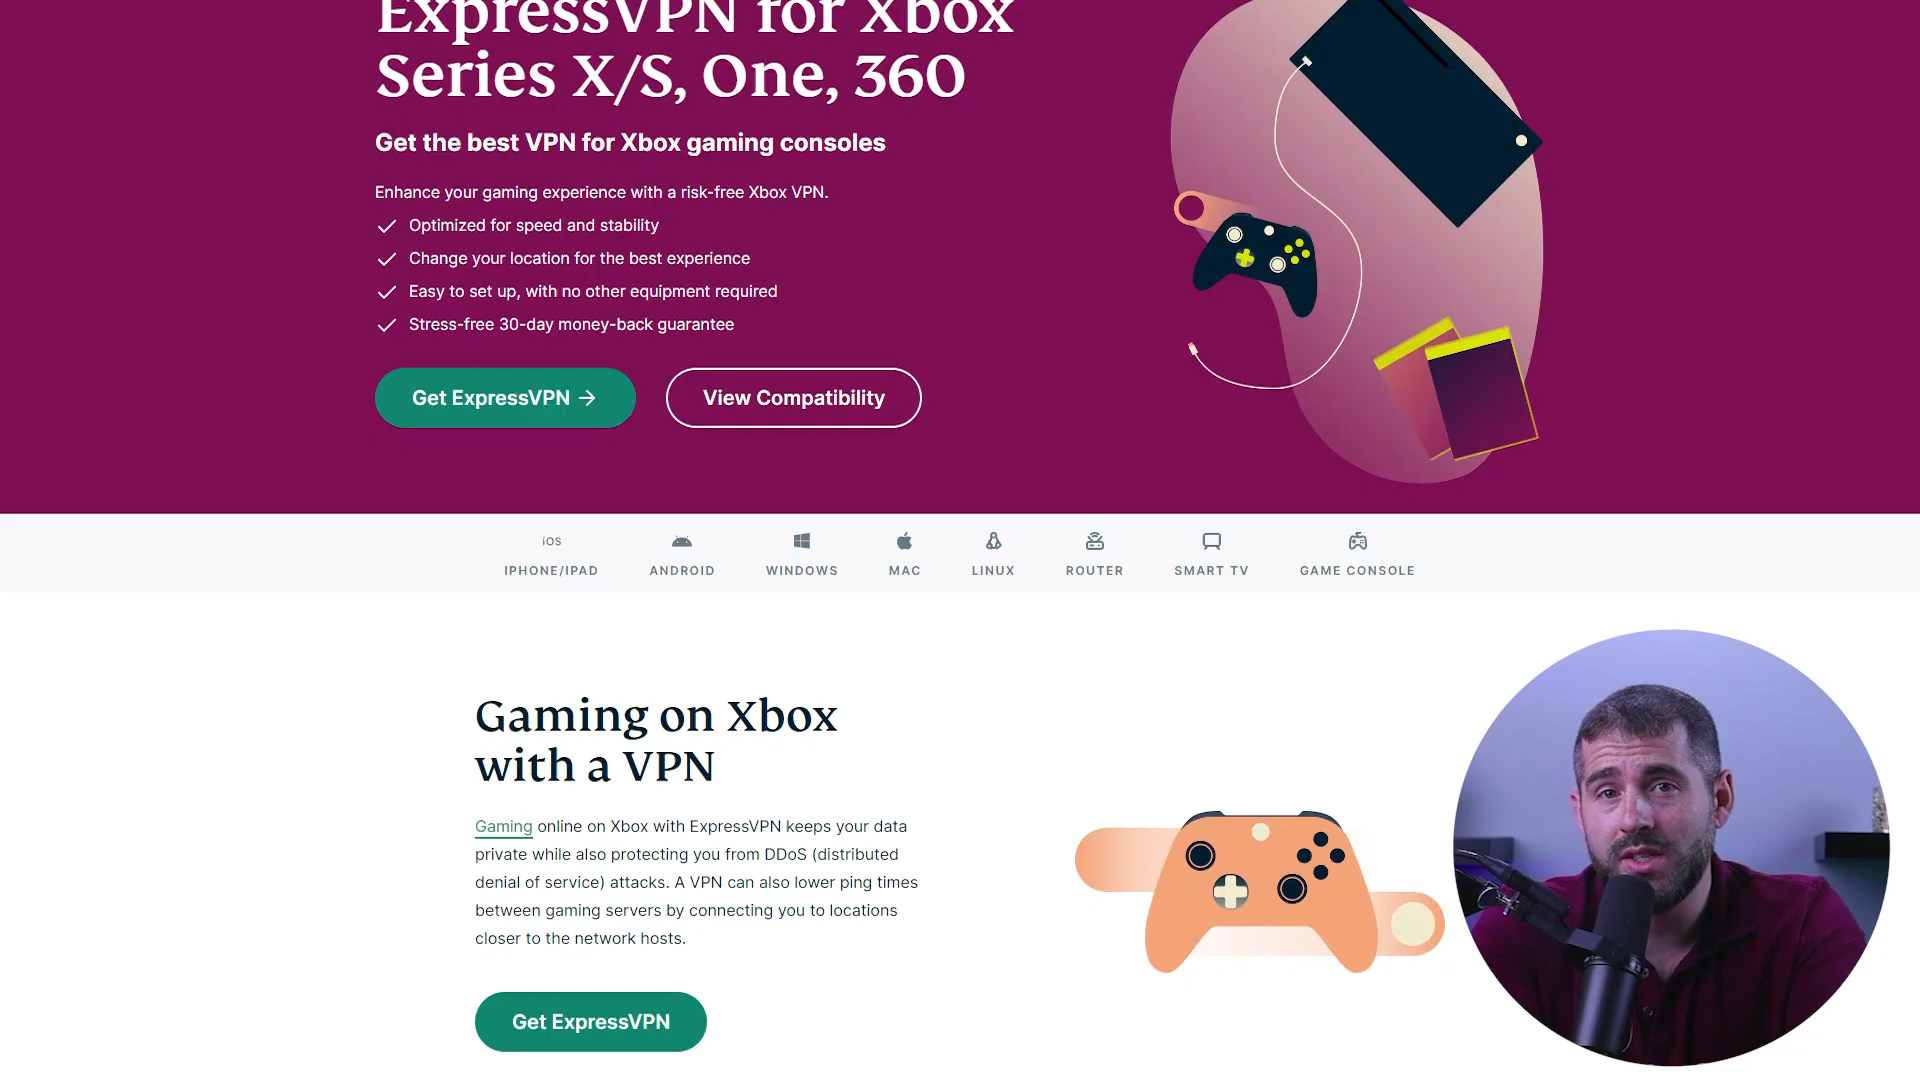 ExpressVPN for Xbox
Series X/S, One, 360
Get the best VPN for Xbox gaming consoles
Enhance your gaming experience with a risk-free Xbox VPN.
Optimized for speed and stability
Change your location for the best experience
Easy to set up, with no other equipment required
Stress-free 30-day money-back guarantee
Get ExpressVPN →
View Compatibility
iOS
IPHONE/IPAD
ANDROID
WINDOWS
MAC
LINUX
ROUTER
SMART TV
GAME CONSOLE
Gaming on Xbox
with a VPN
Gaming online on Xbox with ExpressVPN keeps your data
private while also protecting you from DDoS (distributed
denial of service) attacks. A VPN can also lower ping times
between gaming servers by connecting you to locations
closer to the network hosts.
Get ExpressVPN